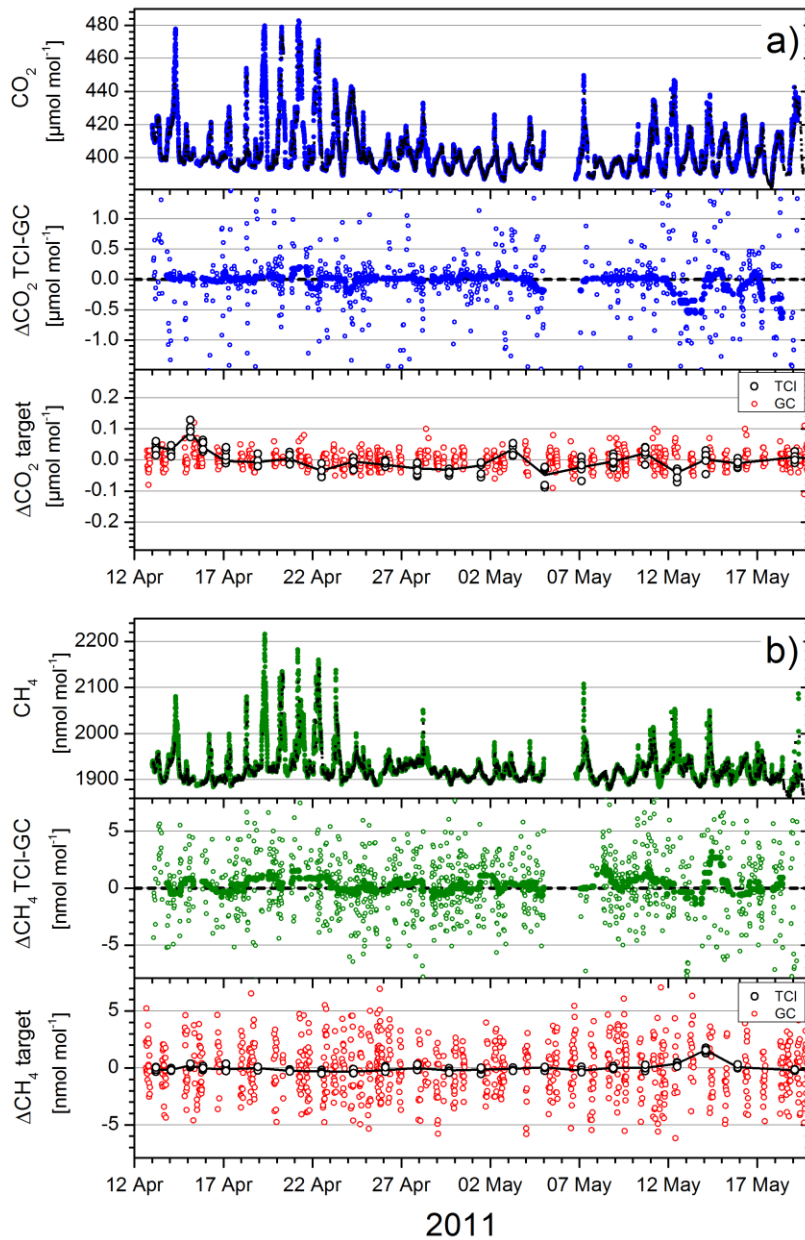 a)
CO₂
[µmol mol⁻¹]
480
460
440
420
400
ΔCO₂ TCI-GC
[µmol mol⁻¹]
1.0
0.5
0.0
-0.5
-1.0
ΔCO₂ target
[µmol mol⁻¹]
0.2
0.1
0.0
-0.1
-0.2
TCI
GC
12 Apr 17 Apr 22 Apr 27 Apr 02 May 07 May 12 May 17 May
b)
CH₄
[nmol mol⁻¹]
2200
2100
2000
1900
ΔCH₄ TCI-GC
[nmol mol⁻¹]
5
0
-5
ΔCH₄ target
[nmol mol⁻¹]
5
0
-5
TCI
GC
12 Apr 17 Apr 22 Apr 27 Apr 02 May 07 May 12 May 17 May
2011